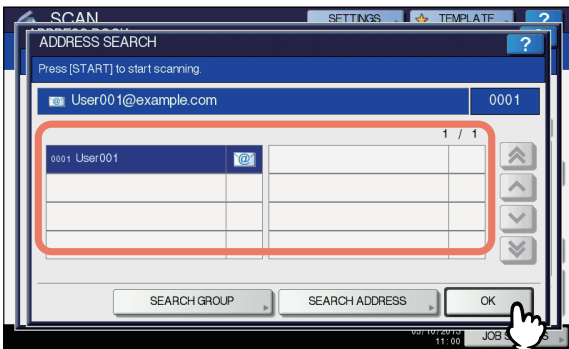 SCAN
SETTINGS
TEMPLATE
?
ADDRESS SEARCH
?
Press [START] to start scanning.
User001@example.com
0001
1 / 1
0001 User001
SEARCH GROUP
SEARCH ADDRESS
OK
11:00
JOB